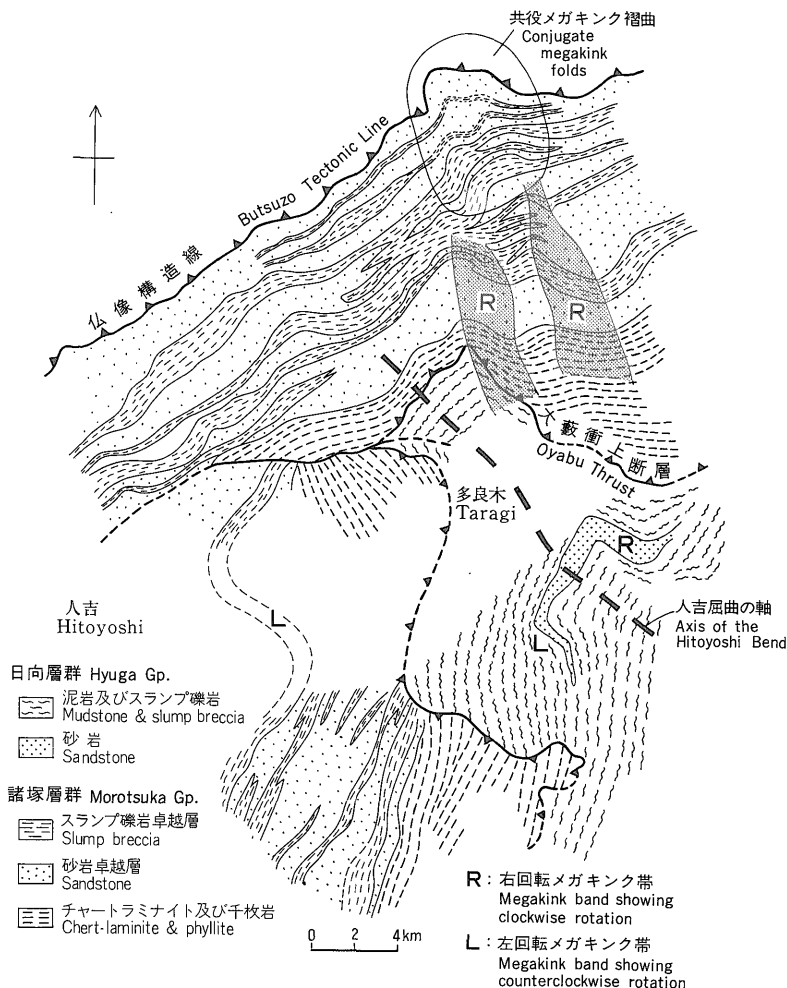 共役メガキンク褶曲
Conjugate
megakink
folds
Butsuzo Tectonic Line
仏像構造線
R
R
藪衝上断層
Oyabu Thrust
多良木
Taragi
R
人吉屈曲の軸
Axis of the
Hitoyoshi Bend
L
L
人吉
Hitoyoshi
日向層群 Hyuga Gp.
泥岩及びスランプ礫岩
Mudstone & slump breccia
砂岩
Sandstone
諸塚層群 Morotsuka Gp.
スランプ礫岩卓越層
Slump breccia
砂岩卓越層
Sandstone
チャートラミナイト及び千枚岩
Chert-laminite & phyllite
0 2 4km
R：右回転メガキンク帯
Megakink band showing
clockwise rotation
L：左回転メガキンク帯
Megakink band showing
counterclockwise rotation